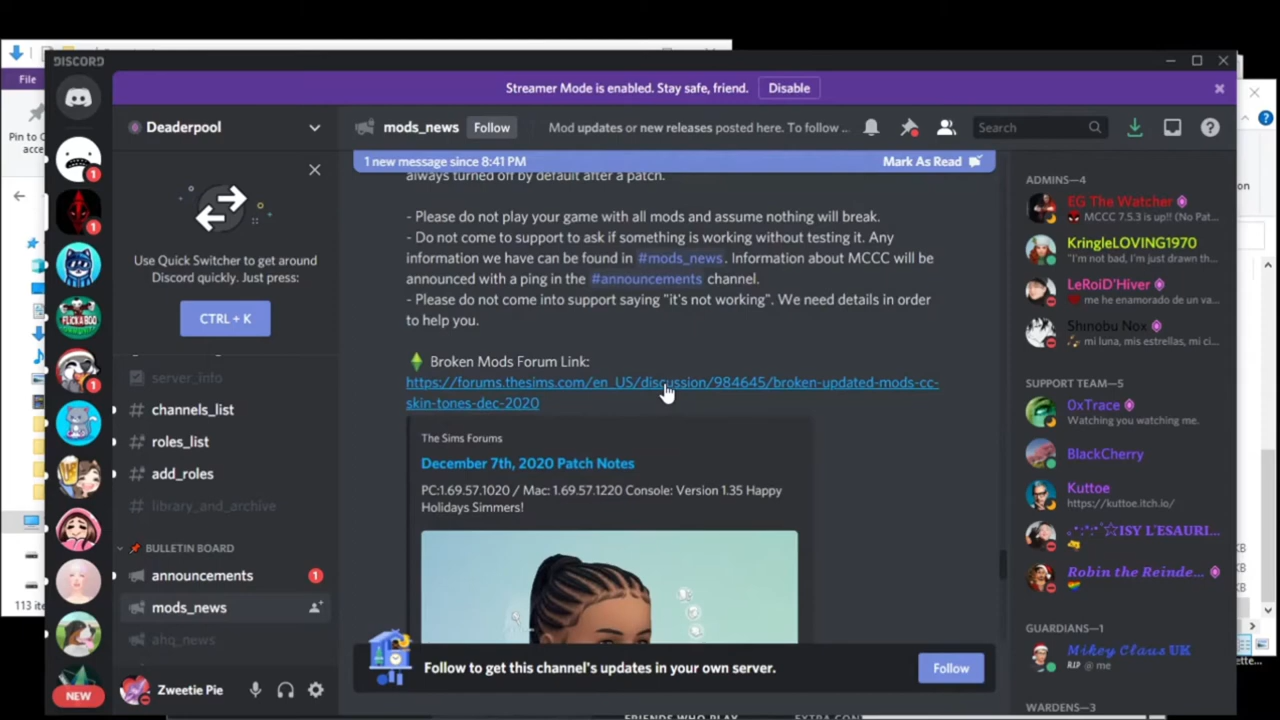 File
Pin to C
113 ite
DISCORD
Streamer Mode is enabled. Stay safe, friend.
Disable
Deaderpool
Use Quick Switcher to get around
Discord quickly. Just press:
CTRL + K
server_info
channels_list
roles_list
add_roles
library_and_archive
BULLETIN BOARD
announcements
1
mods_news
ahq_news
NEW
Zweetie Pie
mods_news
Follow
Mod updates or new releases posted here. To follow ...
Search
1 new message since 8:41 PM
Mark As Read
always turned off by default after a patch.
- Please do not play your game with all mods and assume nothing will break.
- Do not come to support to ask if something is working without testing it. Any
information we have can be found in #mods_news. Information about MCCC will be
announced with a ping in the #announcements channel.
- Please do not come into support saying "it's not working". We need details in order
to help you.
Broken Mods Forum Link:
https://forums.thesims.com/en_US/discussion/984645/broken-updated-mods-cc-
skin-tones-dec-2020
The Sims Forums
December 7th, 2020 Patch Notes
PC:1.69.57.1020 / Mac: 1.69.57.1220 Console: Version 1.35 Happy
Holidays Simmers!
Follow to get this channel's updates in your own server.
Follow
ADMINS—4
EG The Watcher
MCCC 7.5.3 is up!! (No Pat...
KringleLOVING1970
"I'm not bad, I'm just drawn th...
LeRoiD'Hiver
me he enamorado de un va...
Shinobu Nox
mi luna, mis estrellas, mi ci...
SUPPORT TEAM—5
0xTrace
Watching you watching me.
BlackCherry
Kuttoe
https://kuttoe.itch.io/
ISY L'ESAURI...
Robin the Reinde...
GUARDIANS—1
Mikey Claus UK
RIP @ me
WARDENS—3